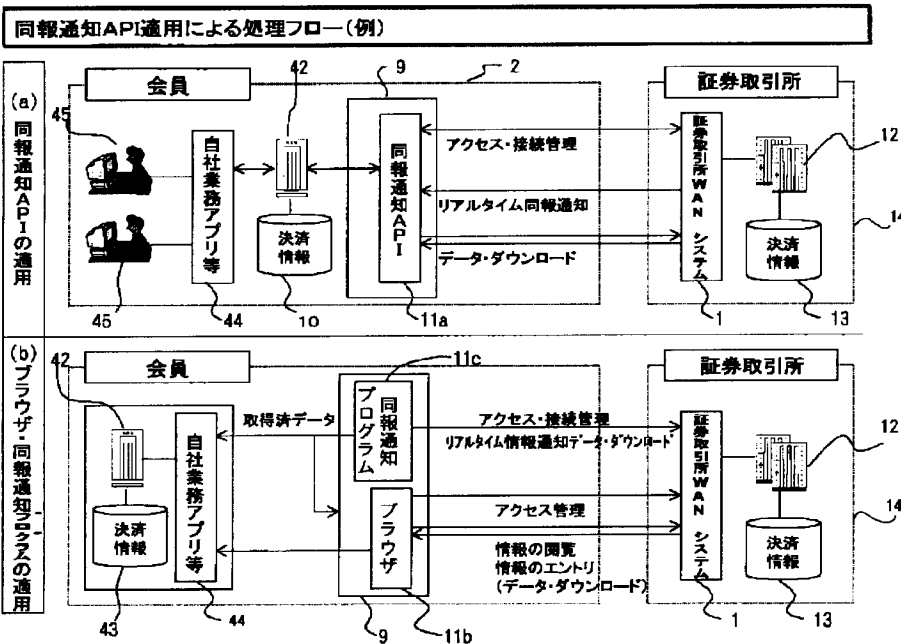 同報通知API適用による処理フロー(例)
(a)
同報通知APIの適用
会員
42
9
2
証券取引所
45
自社業務アプリ等
同報通知API
アクセス・接続管理
リアルタイム同報通知
データ・ダウンロード
証券取引所WANシステム
12
決済
情報
決済
情報
14
45
44
10
11a
1
13
(b)
ブラウザ・同報通知プログラムの適用
42
会員
11c
証券取引所
取得済データ
同報通知
プログラム
アクセス・接続管理
リアルタイム情報通知データ・ダウンロード
自社業務アプリ等
証券取引所WANシステム
12
ブラウザ
アクセス管理
決済
情報
情報の閲覧
情報のエントリ
(データ・ダウンロード)
決済
情報
14
43
44
9
11b
1
13